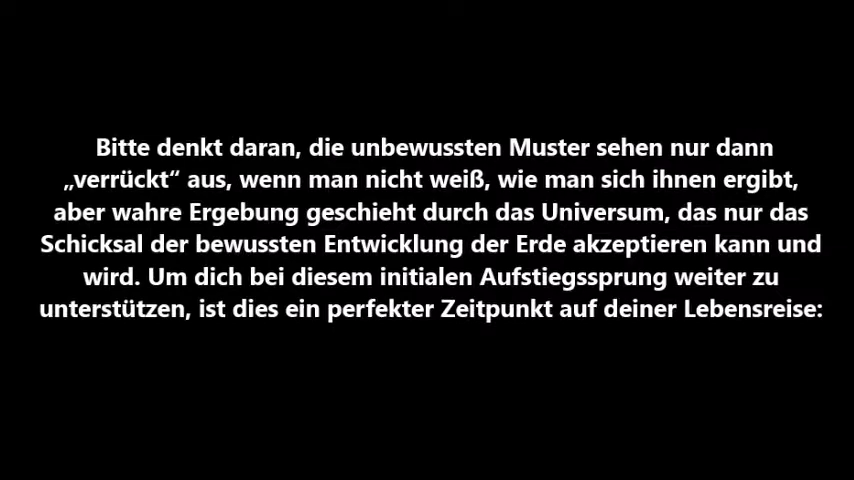 Bitte denkt daran, die unbewussten Muster sehen nur dann
„verrückt“ aus, wenn man nicht weiß, wie man sich ihnen ergibt,
aber wahre Ergebung geschieht durch das Universum, das nur das
Schicksal der bewussten Entwicklung der Erde akzeptieren kann und
wird. Um dich bei diesem initialen Aufstiegssprung weiter zu
unterstützen, ist dies ein perfekter Zeitpunkt auf deiner Lebensreise: